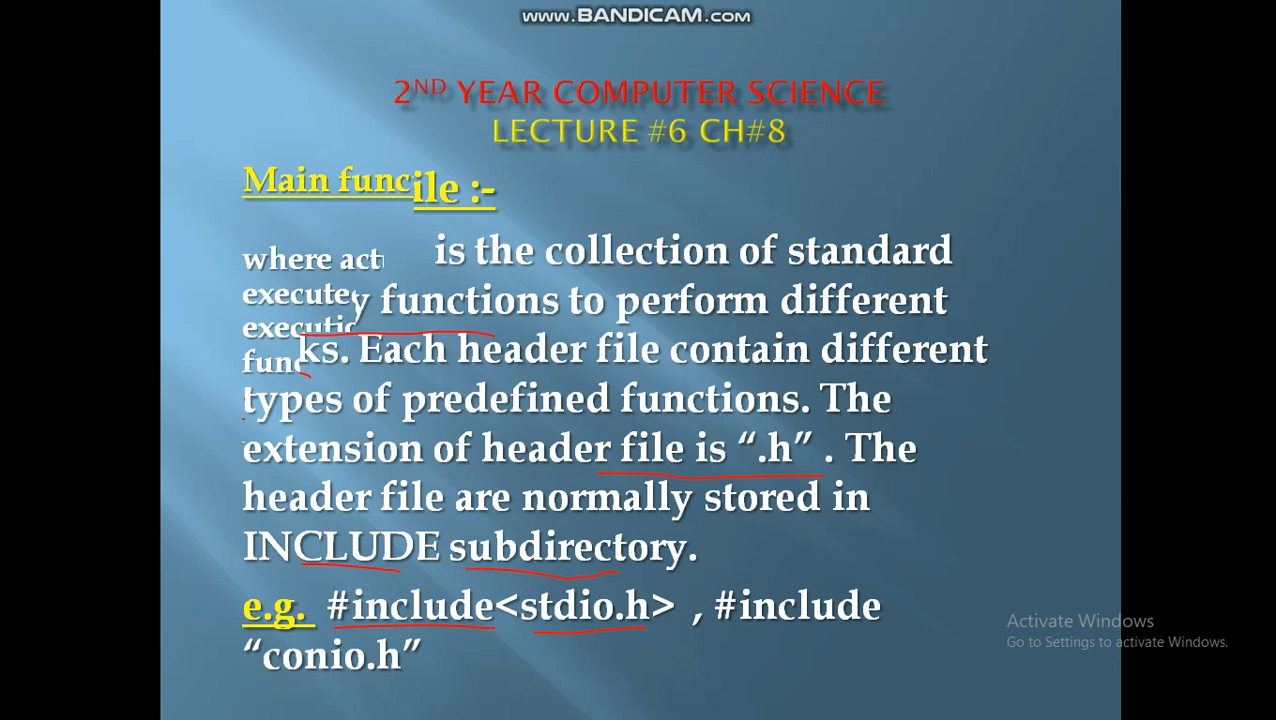 www.BANDICAM.com
2ND YEAR COMPUTER SCIENCE
LECTURE #6 CH#8
Main func ile :-
where is the collection of standard
functions to perform different
ks. Each header file contain different
types of predefined functions. The
extension of header file is “.h” . The
header file are normally stored in
INCLUDE subdirectory.
e.g. #include<stdio.h> , #include
“conio.h”
Activate Windows
Go to Settings to activate Windows.